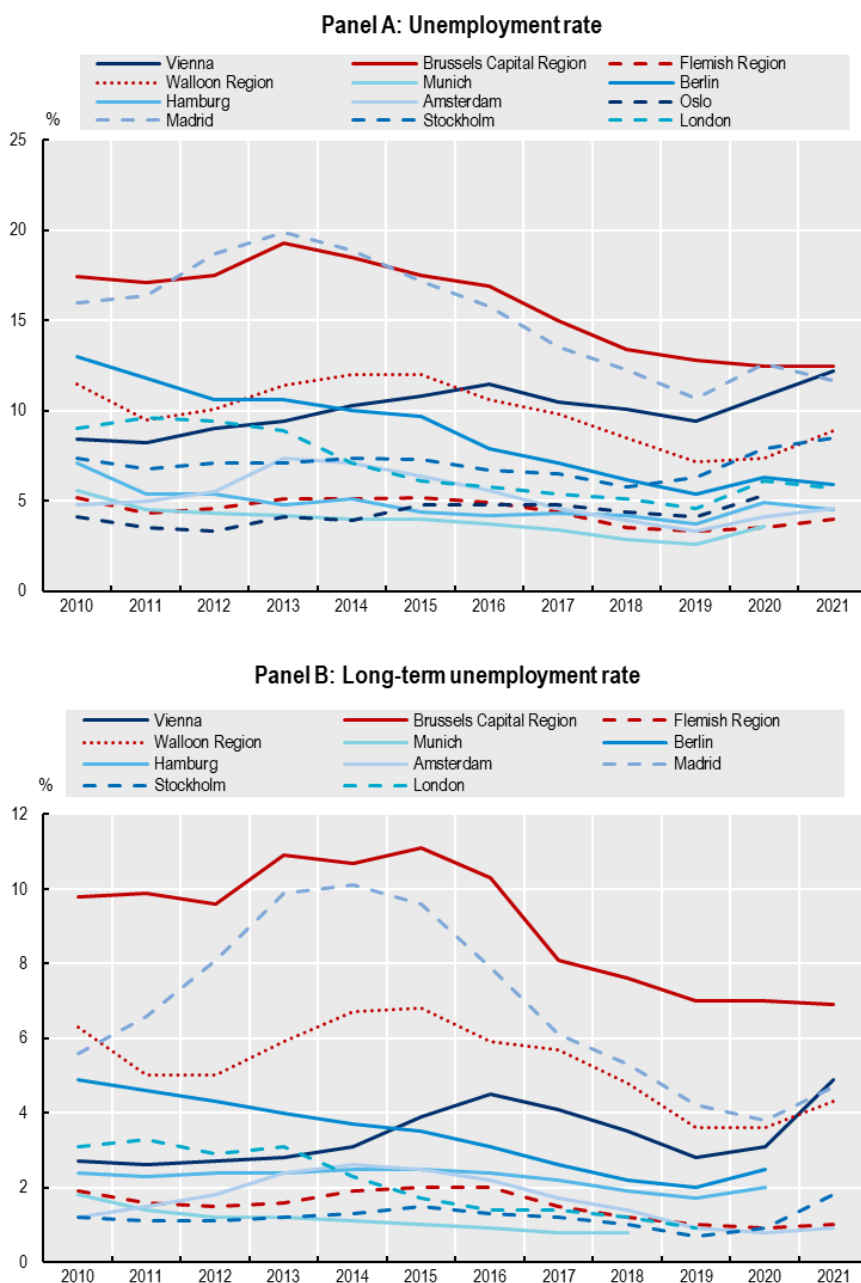 Panel A: Unemployment rate
Vienna Brussels Capital Region Flemish Region
Walloon Region Munich Berlin
Hamburg Amsterdam Oslo
Madrid Stockholm London
%
25
20
15
10
5
0
2010 2011 2012 2013 2014 2015 2016 2017 2018 2019 2020 2021
Panel B: Long-term unemployment rate
Vienna Brussels Capital Region Flemish Region
Walloon Region Munich Berlin
Hamburg Amsterdam Madrid
Stockholm London
%
12
10
8
6
4
2
0
2010 2011 2012 2013 2014 2015 2016 2017 2018 2019 2020 2021